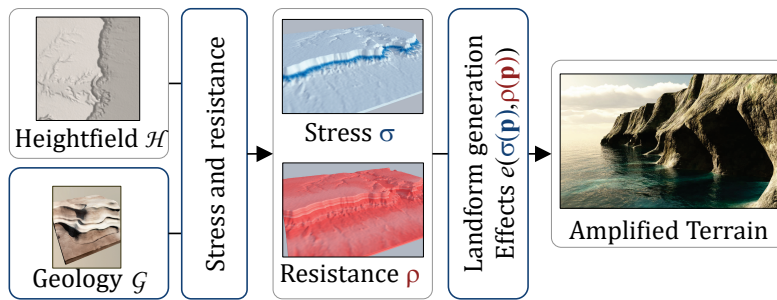 Heightfield ℋ
Geology 𝒢
Stress and resistance
Stress σ
Resistance ρ
Landform generation
Effects e(σ(p),ρ(p))
Amplified Terrain